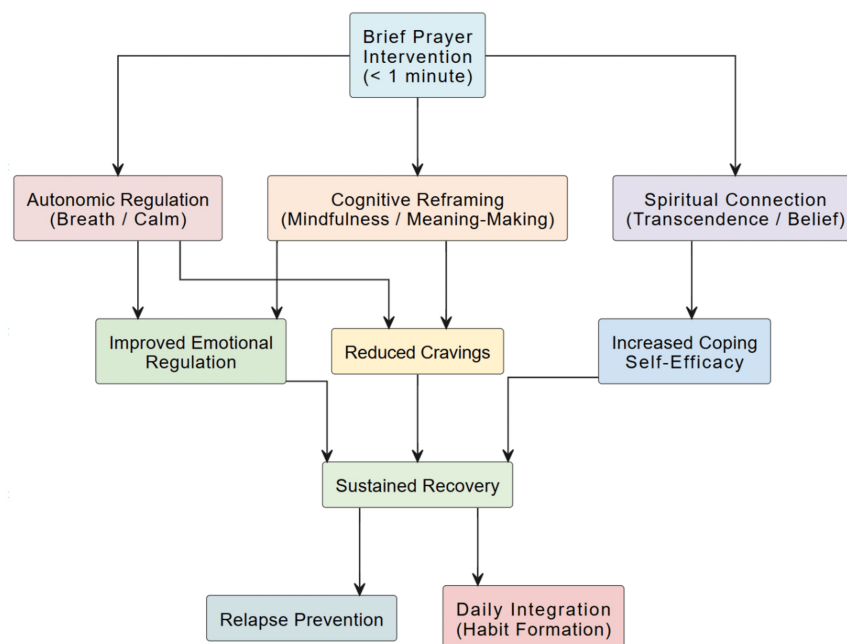 Brief Prayer
Intervention
(< 1 minute)
Autonomic Regulation
(Breath / Calm)
Cognitive Reframing
(Mindfulness / Meaning-Making)
Spiritual Connection
(Transcendence / Belief)
Improved Emotional
Regulation
Reduced Cravings
Increased Coping
Self-Efficacy
Sustained Recovery
Relapse Prevention
Daily Integration
(Habit Formation)